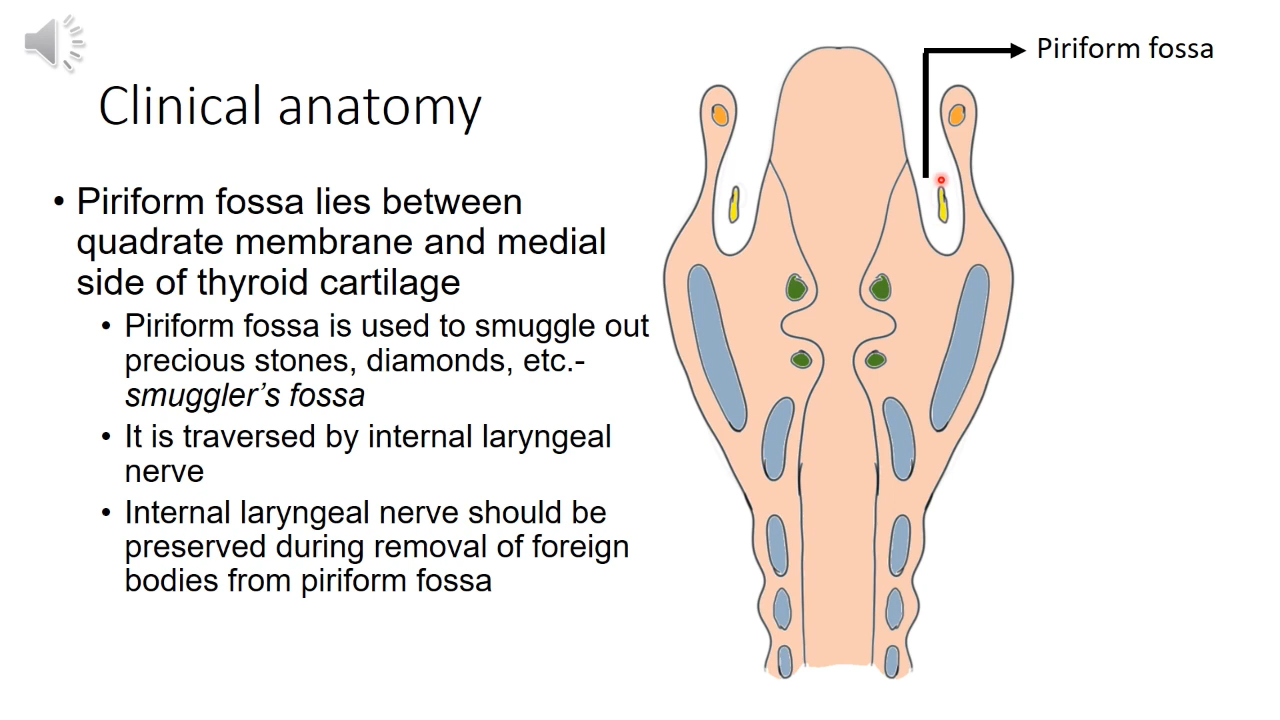 Clinical anatomy
• Piriform fossa lies between
quadrate membrane and medial
side of thyroid cartilage
• Piriform fossa is used to smuggle out
precious stones, diamonds, etc.-
smuggler's fossa
• It is traversed by internal laryngeal
nerve
• Internal laryngeal nerve should be
preserved during removal of foreign
bodies from piriform fossa
Piriform fossa